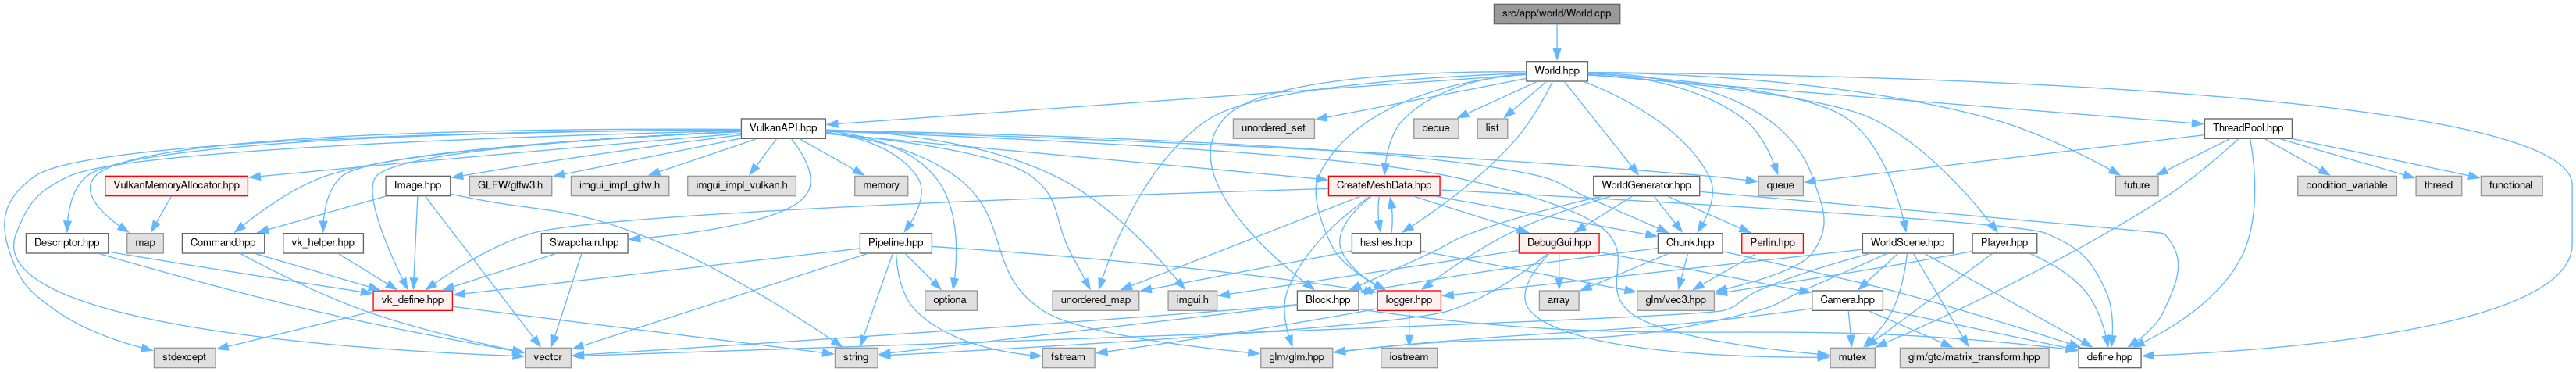 src/app/world/World.cpp
World.hpp
VulkanAPI.hpp
unordered_set
deque
list
ThreadPool.hpp
VulkanMemoryAllocator.hpp
Image.hpp
GLFW/glfw3.h
imgui_impl_glfw.h
imgui_impl_vulkan.h
memory
CreateMeshData.hpp
WorldGenerator.hpp
queue
future
condition_variable
thread
functional
Descriptor.hpp
map
Command.hpp
vk_helper.hpp
Swapchain.hpp
Pipeline.hpp
hashes.hpp
DebugGui.hpp
Chunk.hpp
Perlin.hpp
WorldScene.hpp
Player.hpp
vk_define.hpp
optional
unordered_map
imgui.h
Block.hpp
logger.hpp
array
glm/vec3.hpp
Camera.hpp
stdexcept
vector
string
fstream
glm/glm.hpp
iostream
mutex
glm/gtc/matrix_transform.hpp
define.hpp